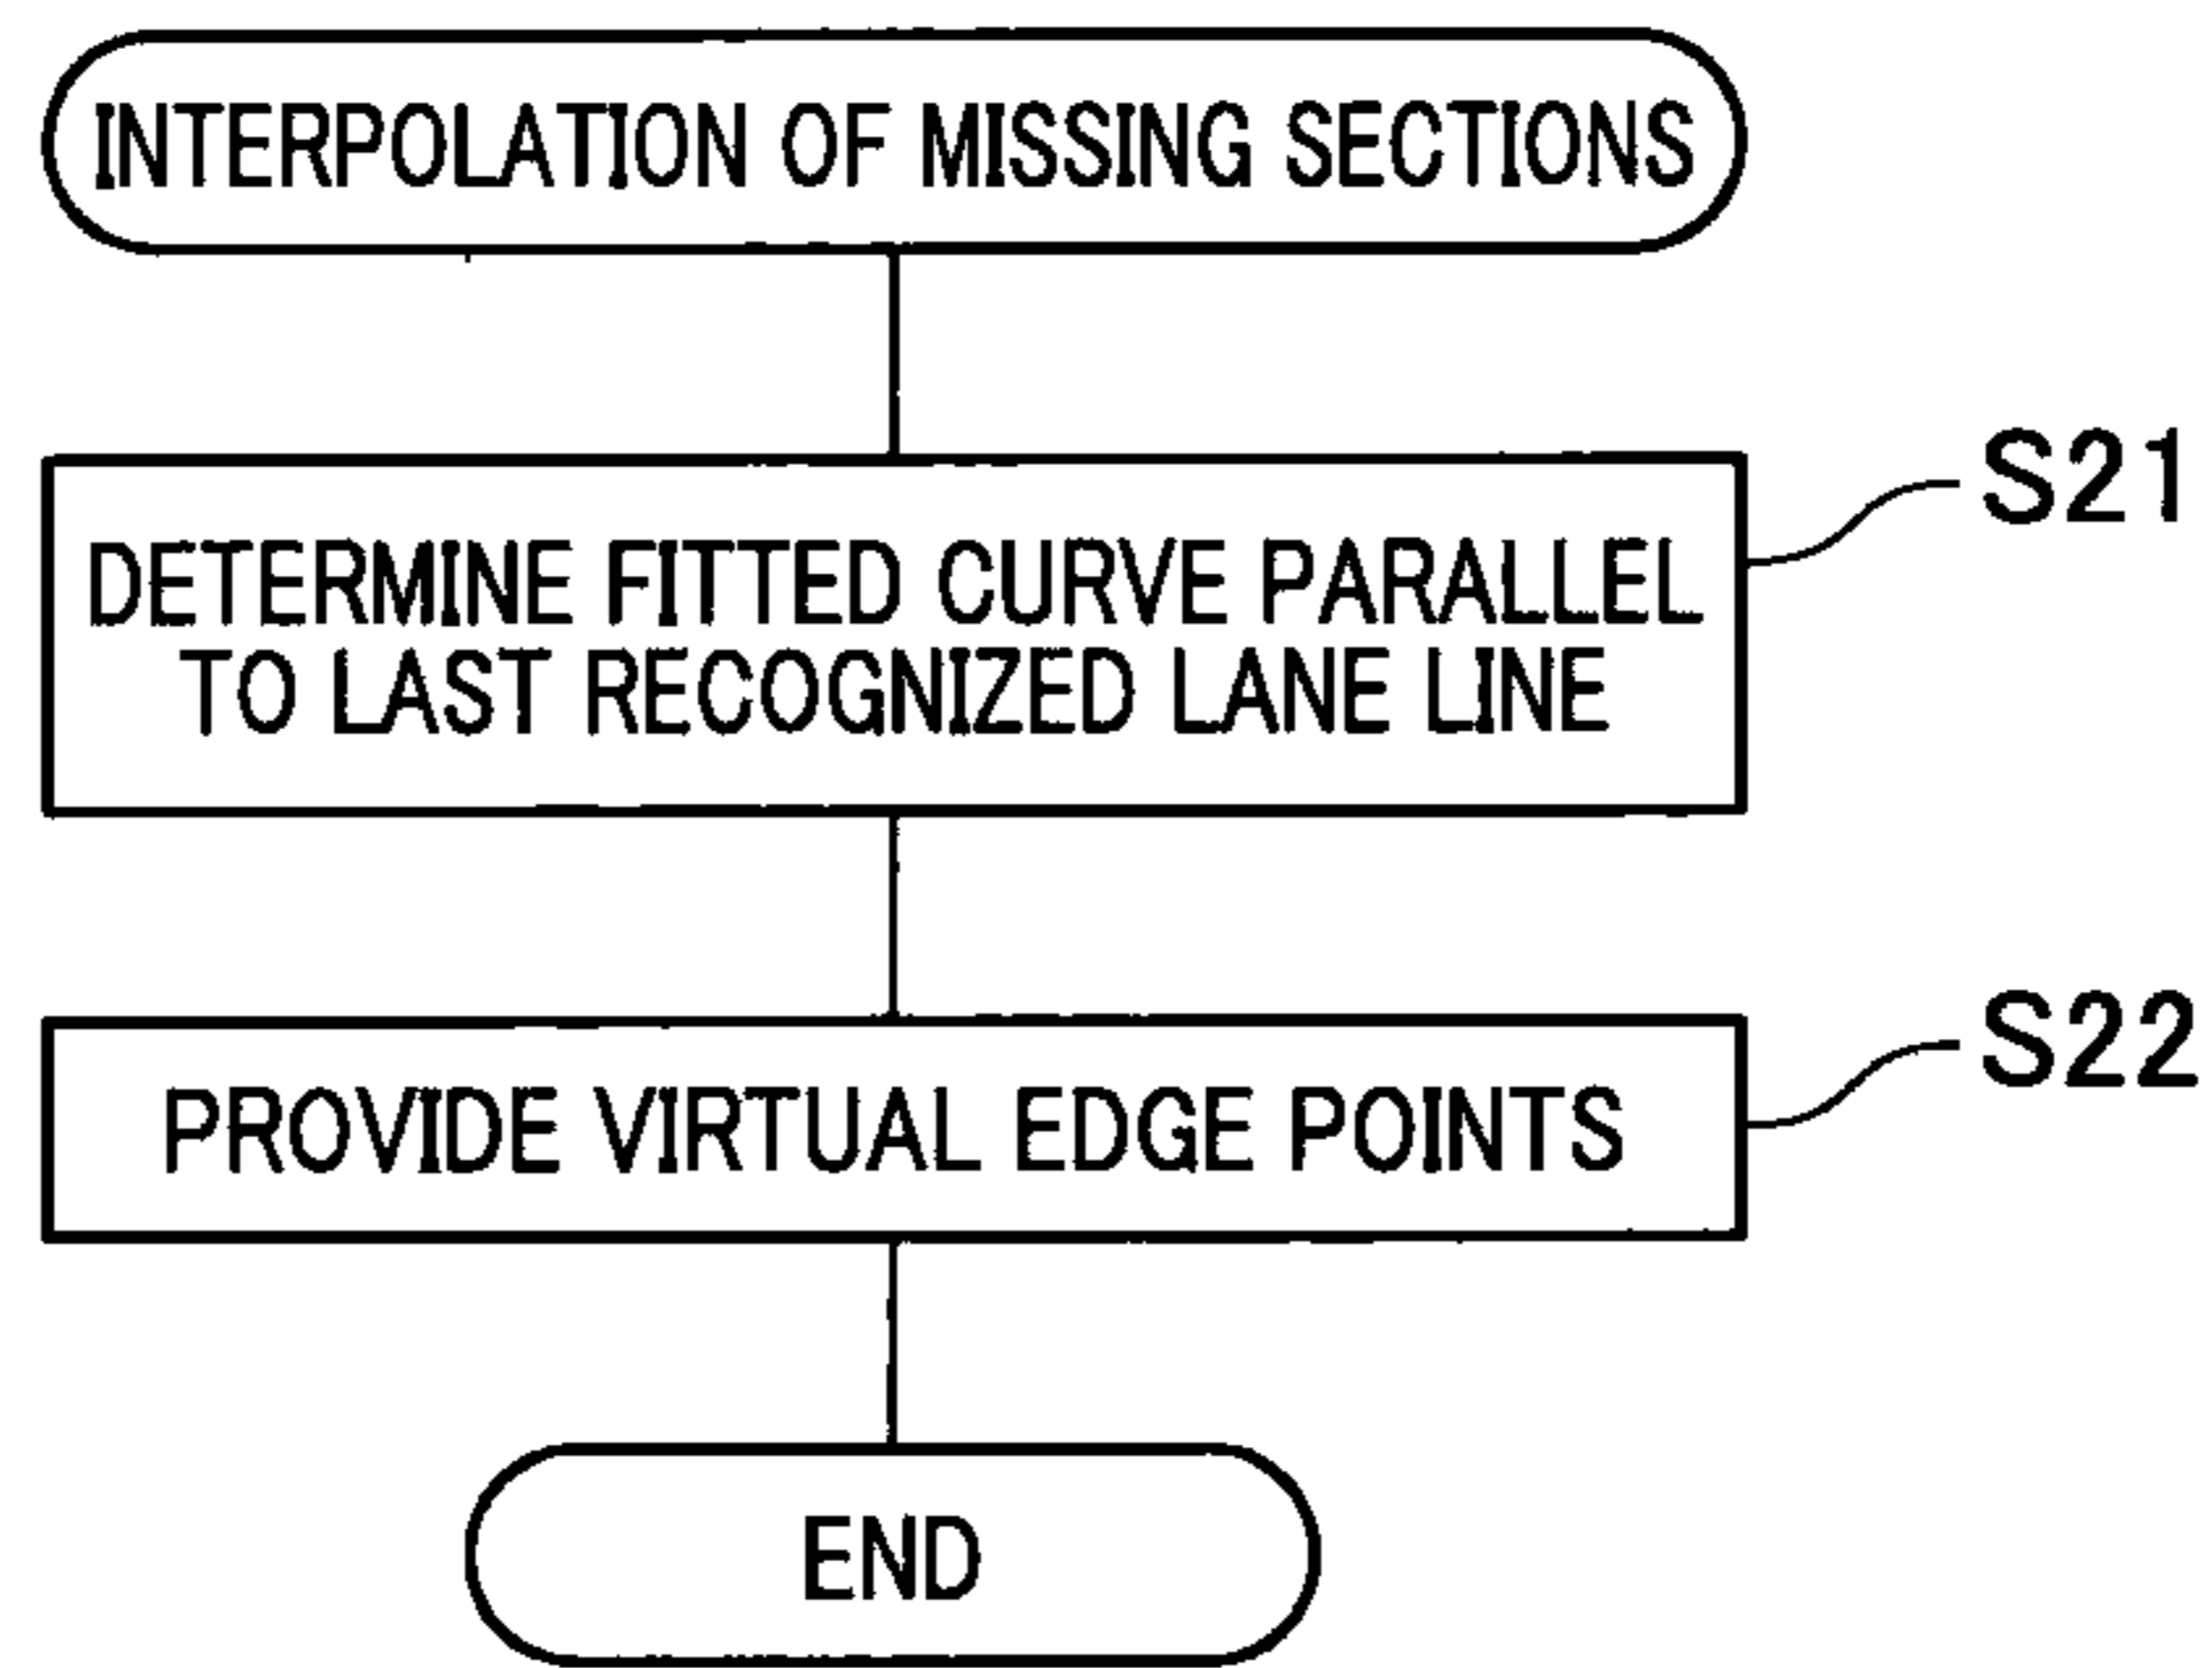 INTERPOLATION OF MISSING SECTIONS
S21
DETERMINE FITTED CURVE PARALLEL
TO LAST RECOGNIZED LANE LINE
S22
PROVIDE VIRTUAL EDGE POINTS
END